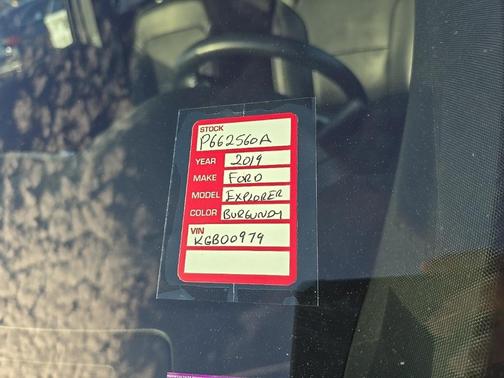 STOCK
P662560A
YEAR 2019
MAKE FORD
MODEL EXPLORER
COLOR BURGUNDY
VIN
KGB00979